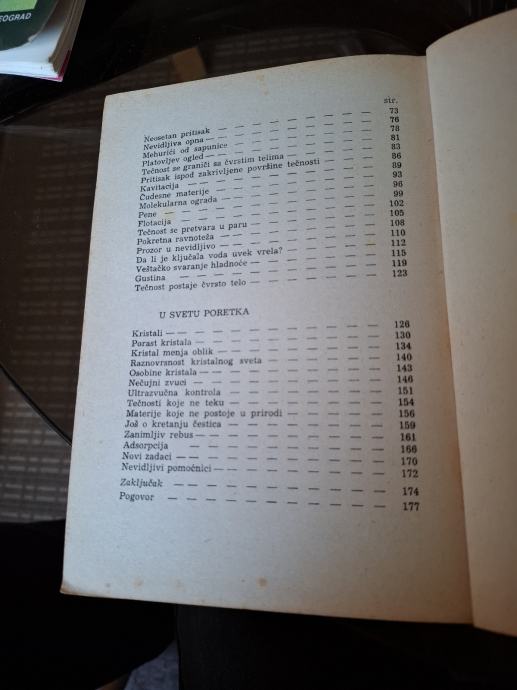 EOGRAD
str.
Neosetan pritisak — — — — — — — 73
Nevidljiva opna — — — — — — — 76
Mehurići od sapunice — — — — — — 78
Platovljev ogled — — — — — — — 81
Tečnost se graniči sa čvrstim telima — — — — 83
Pritisak ispod zakrivljene površine tečnosti — — — 86
Kavitacija — — — — — — — — 89
Čudesne materije — — — — — — — 93
Molekularna ograda — — — — — — — 96
Pene — — — — — — — — — 99
Flotacija — — — — — — — — 102
Tečnost se pretvara u paru — — — — — 105
Pokretna ravnoteža — — — — — — — 108
Prozor u nevidljivo — — — — — — — 110
Da li je ključala voda uvek vrela? — — — — 112
Veštačko svaranje hladnoće — — — — — 115
Gustina — — — — — — — — 119
Tečnost postaje čvrsto telo — — — — — 123
U SVETU PORETKA
Kristali — — — — — — — — 126
Porast kristala — — — — — — — 130
Kristal menja oblik — — — — — — 134
Raznovrsnost kristalnog sveta — — — — — 140
Osobine kristala — — — — — — — 143
Nečujni zvuci — — — — — — — 146
Ultrazvučna kontrola — — — — — — 151
Tečnosti koje ne teku — — — — — — 154
Materije koje ne postoje u prirodi — — — — 156
Još o kretanju čestica — — — — — — 159
Zanimljiv rebus — — — — — — — 161
Adsorpcija — — — — — — — — 166
Novi zadaci — — — — — — — 170
Nevidljivi pomoćnici — — — — — — 172
Zaključak — — — — — — — — 174
Pogovor — — — — — — — — 177